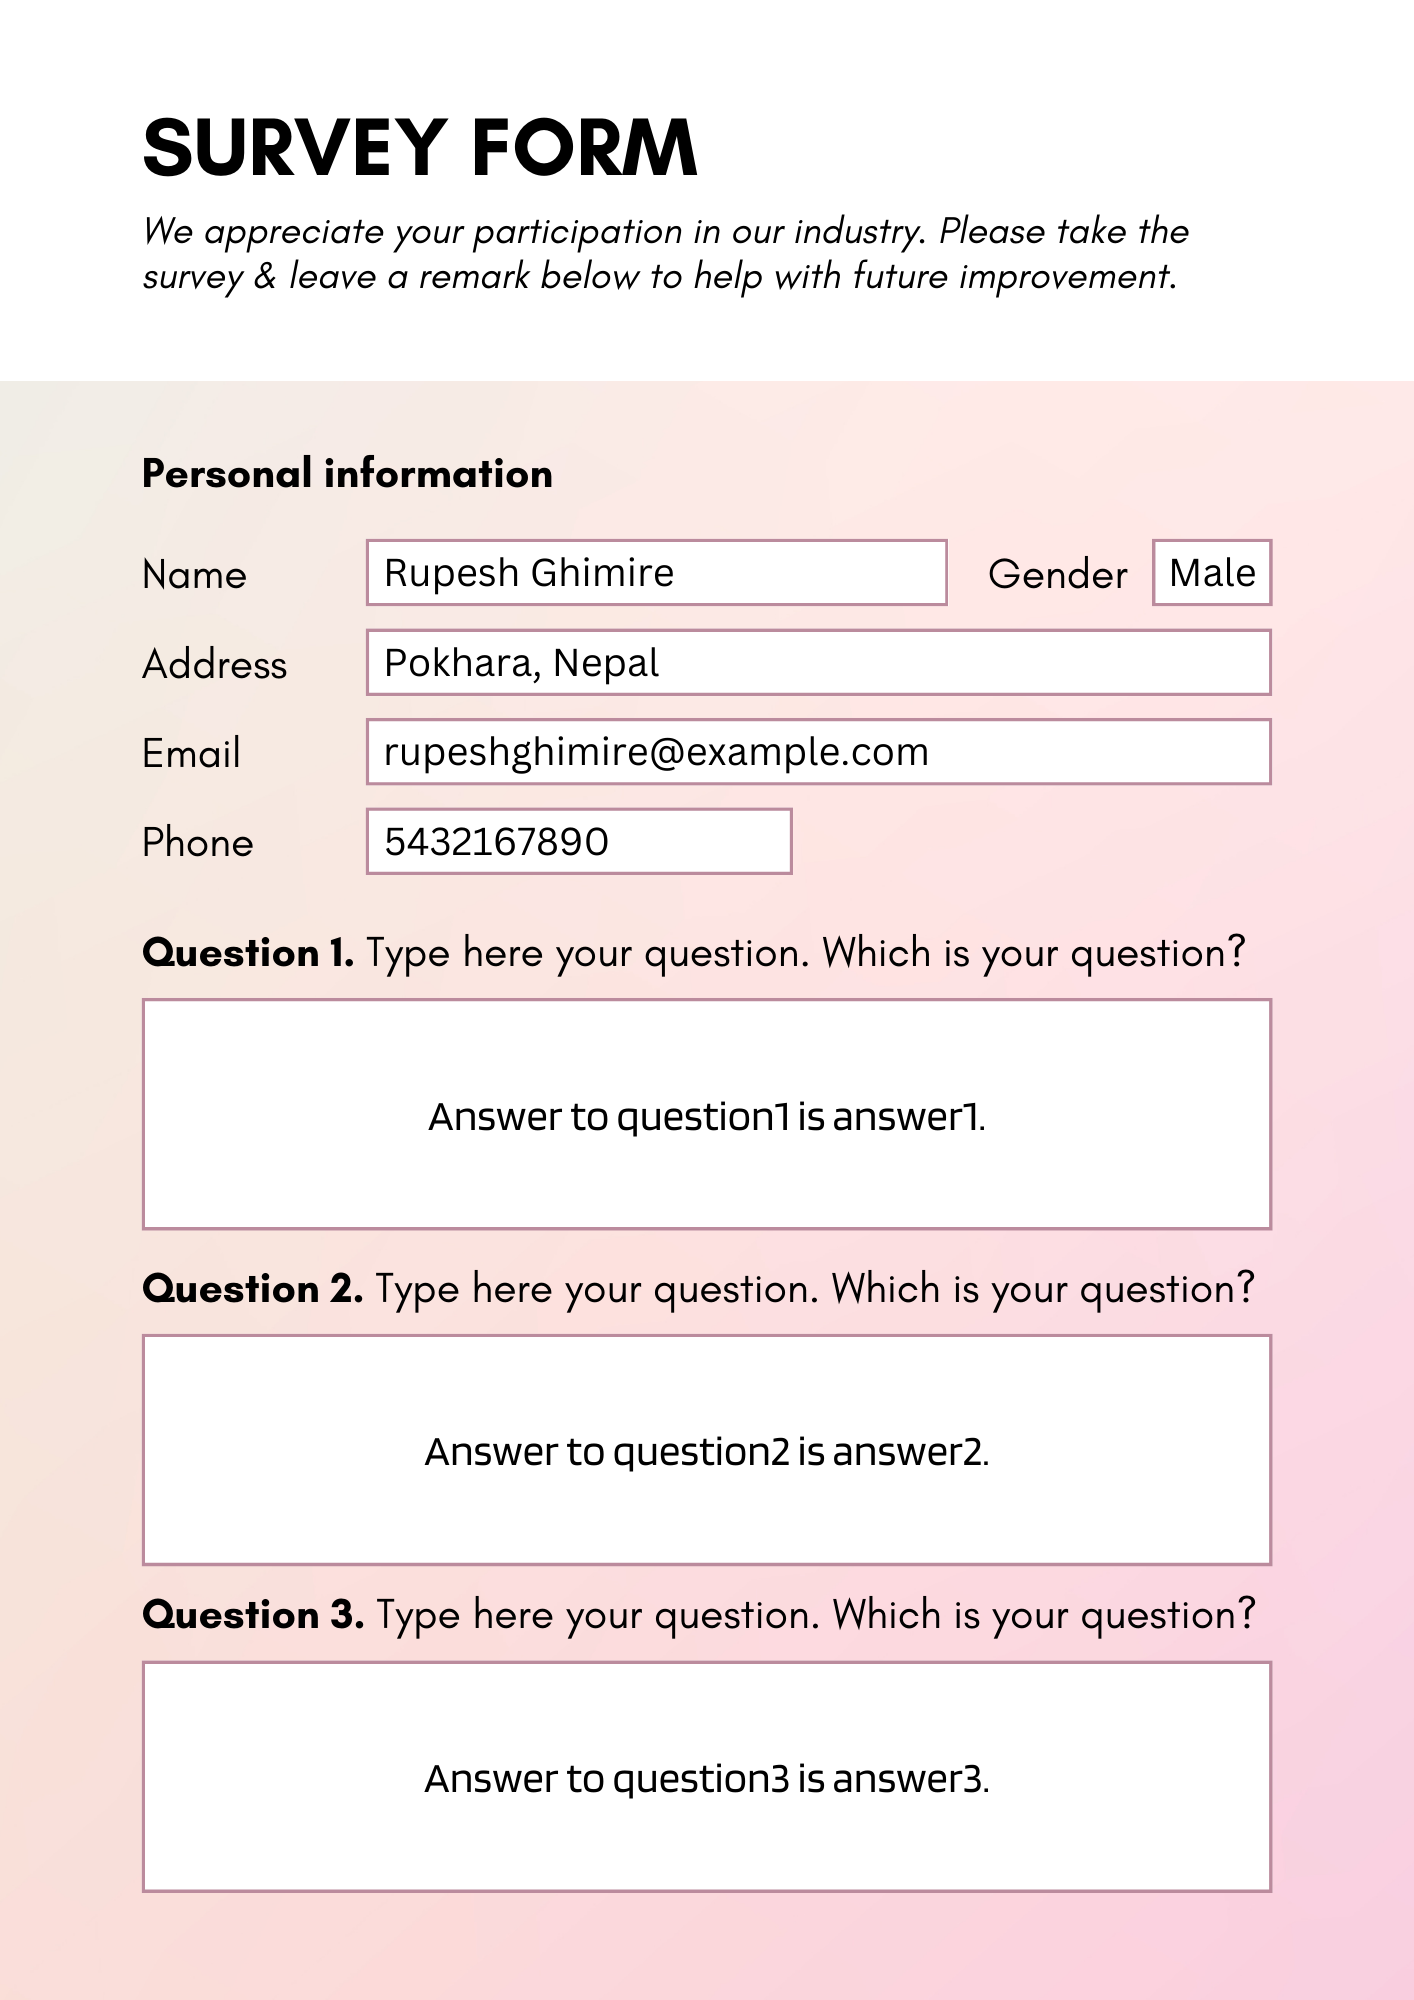 SURVEY FORM
We appreciate your participation in our industry. Please take the
survey & leave a remark below to help with future improvement.
Personal information
Name Rupesh Ghimire Gender Male
Address Pokhara, Nepal
Email rupeshghimire@example.com
Phone 5432167890
Question 1. Type here your question. Which is your question?
Answer to question1 is answer1.
Question 2. Type here your question. Which is your question?
Answer to question2 is answer2.
Question 3. Type here your question. Which is your question?
Answer to question3 is answer3.